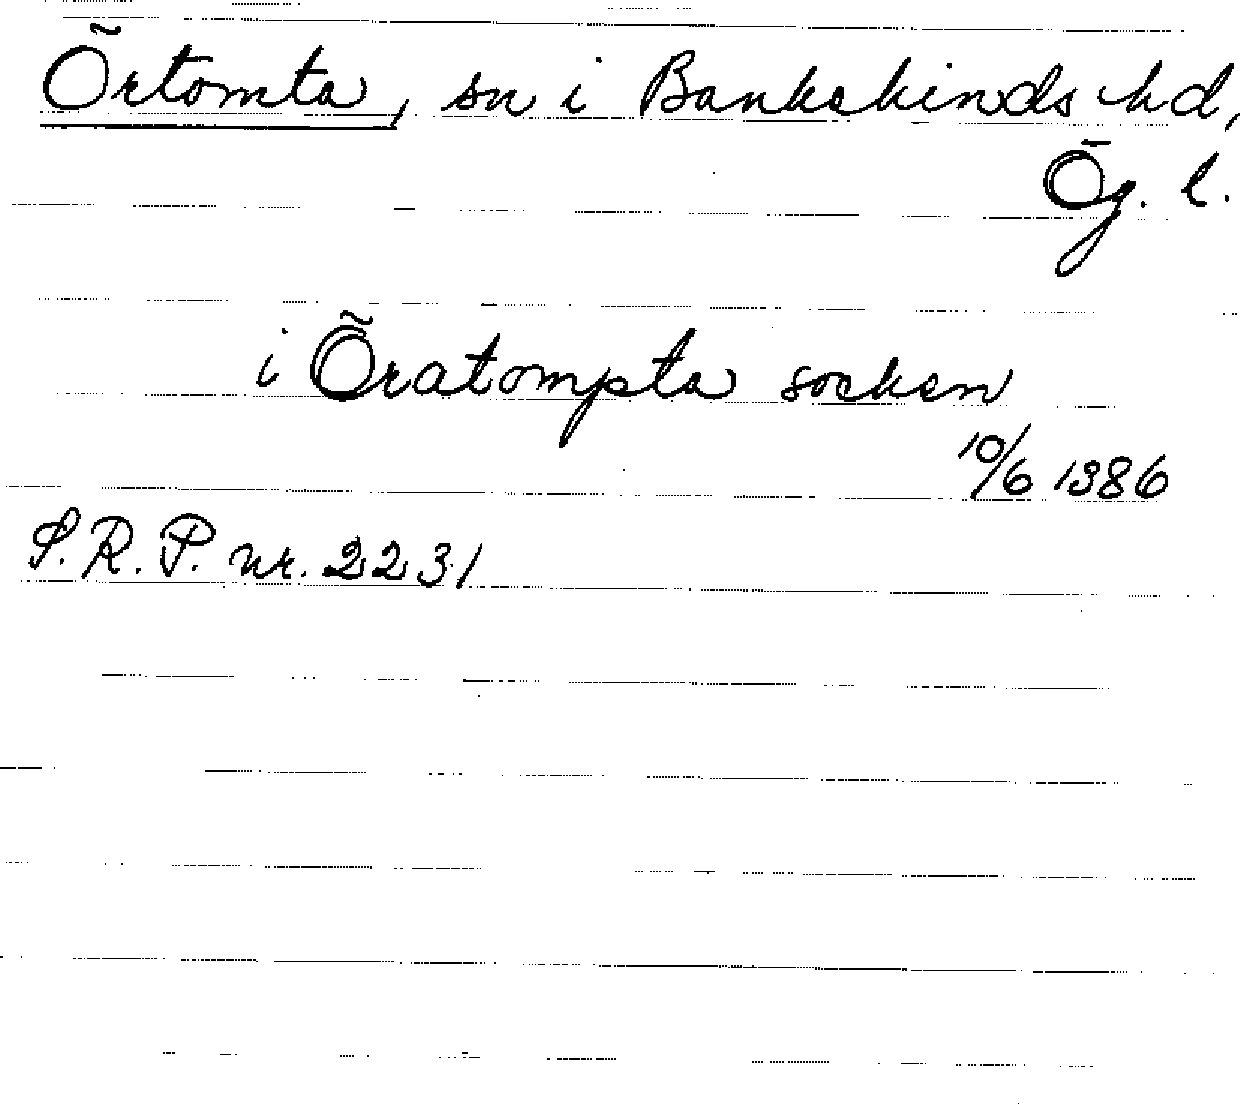 Örtomta, sn i Bankekinds hd,
Ög. l.
i Öratompta socken
10/6 1386
S.R.P. nr. 2231